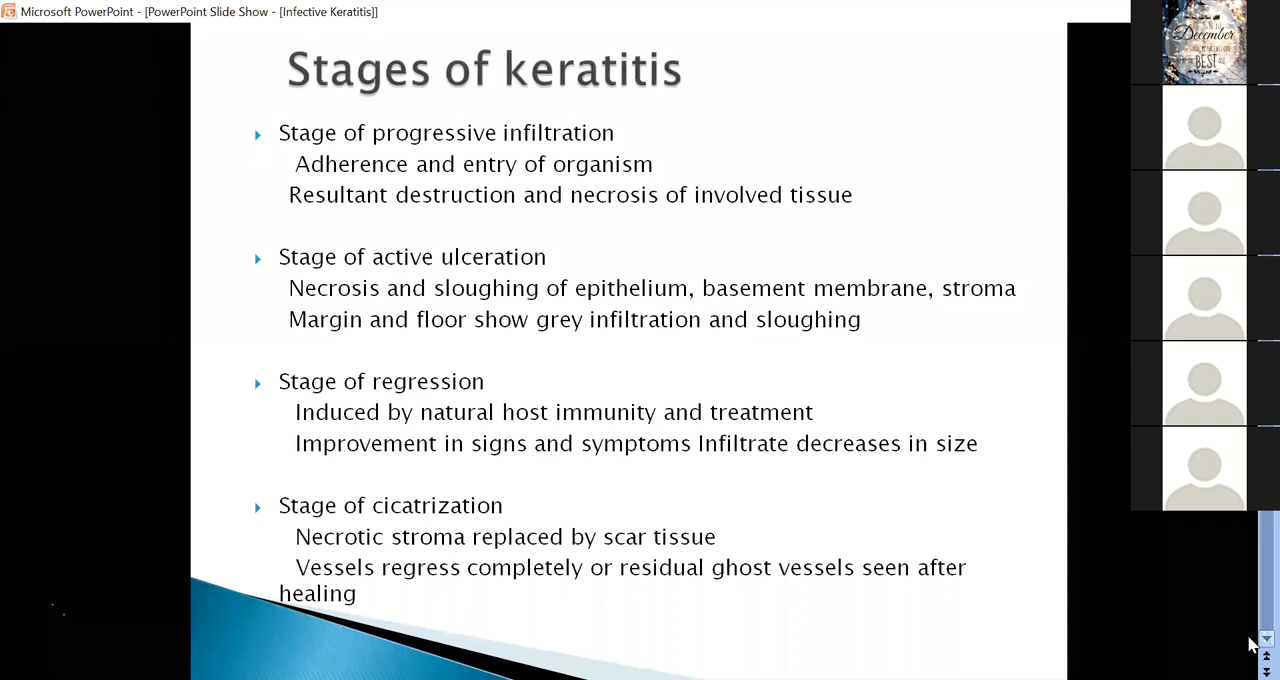 Microsoft PowerPoint - [PowerPoint Slide Show - [Infective Keratitis]]
December
BEST
Stages of keratitis
Stage of progressive infiltration
Adherence and entry of organism
Resultant destruction and necrosis of involved tissue
Stage of active ulceration
Necrosis and sloughing of epithelium, basement membrane, stroma
Margin and floor show grey infiltration and sloughing
Stage of regression
Induced by natural host immunity and treatment
Improvement in signs and symptoms Infiltrate decreases in size
Stage of cicatrization
Necrotic stroma replaced by scar tissue
Vessels regress completely or residual ghost vessels seen after
healing